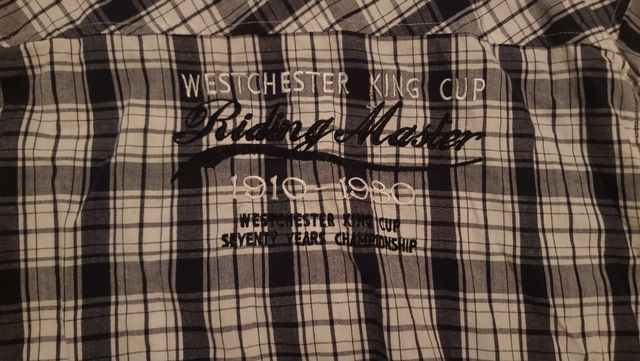 WESTCHESTER KING CUP
Riding Master
1910-1980
WESTCHESTER KING CUP
SEVENTY YEARS CHAMPIONSHIP